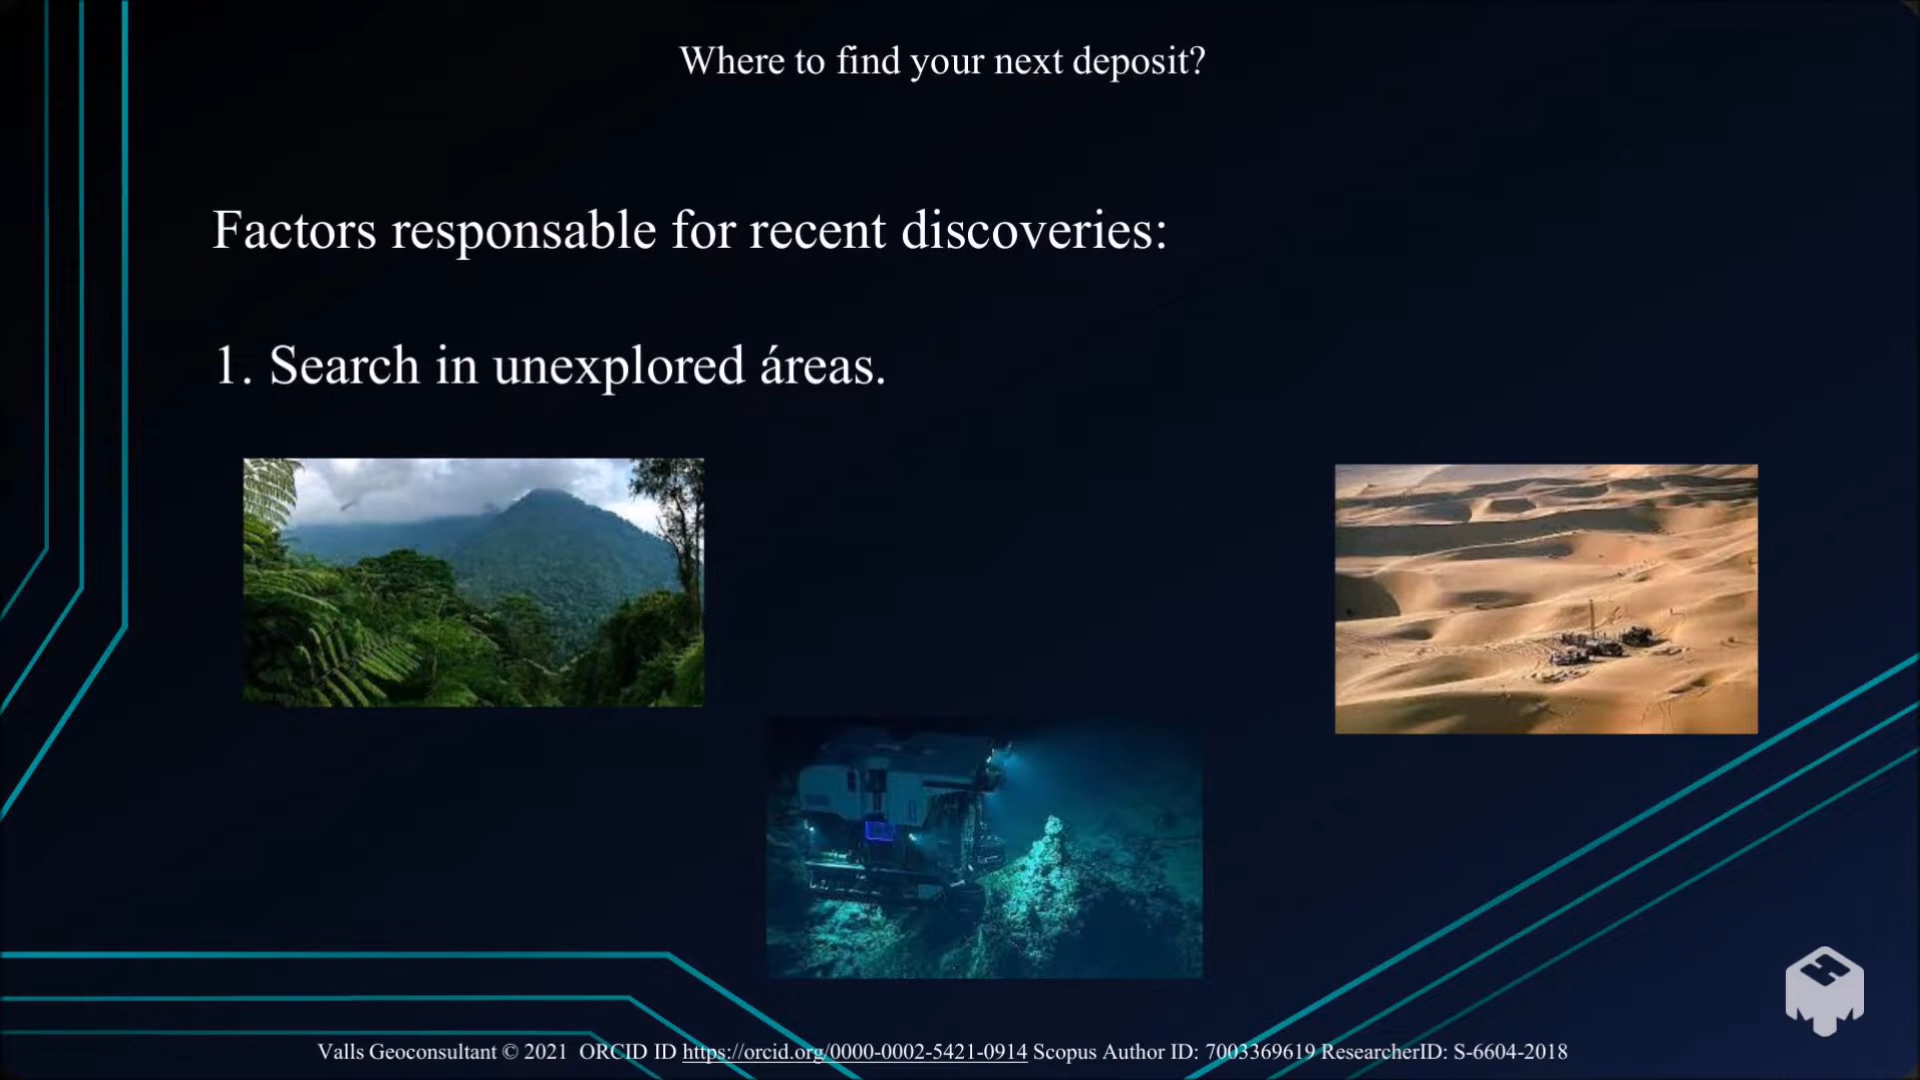 Where to find your next deposit?
Factors responsable for recent discoveries:
1. Search in unexplored áreas.
Valls Geoconsultant © 2021 ORCID ID https://orcid.org/0000-0002-5421-0914 Scopus Author ID: 7003369619 ResearcherID: S-6604-2018